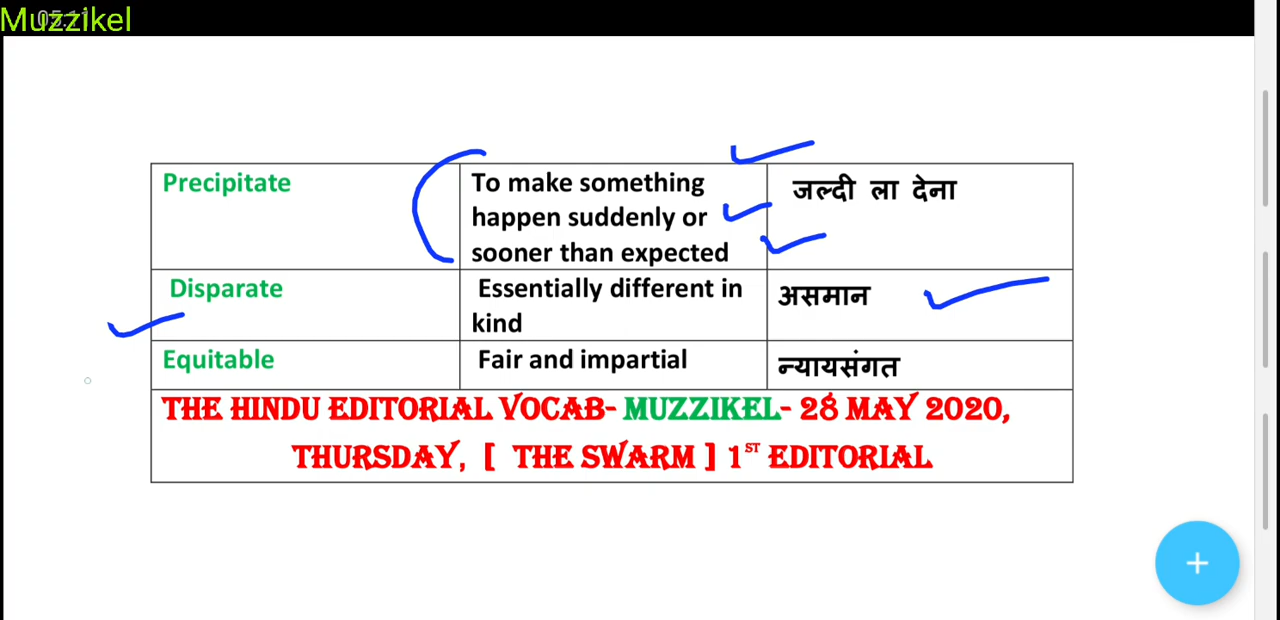 Muzzikel
Precipitate
To make something
happen suddenly or
sooner than expected
जल्दी ला देना
Disparate
Essentially different in
kind
असमान
Equitable
Fair and impartial
न्यायसंगत
THE HINDU EDITORIAL VOCAB- MUZZIKEL- 28 MAY 2020,
THURSDAY, [ THE SWARM ] 1ST EDITORIAL